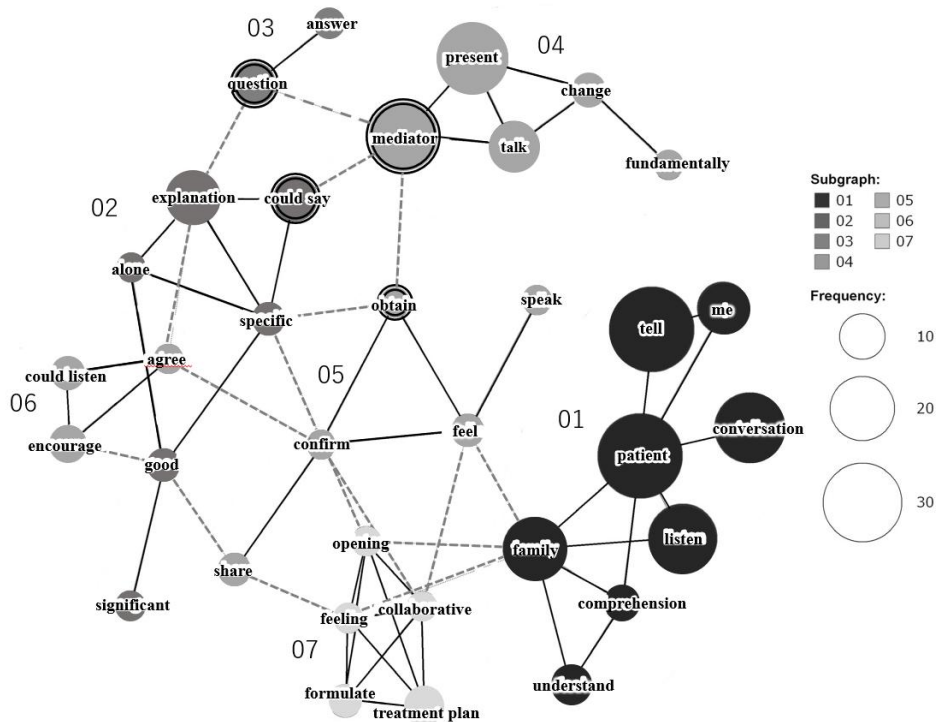 answer
03
question
present
04
change
mediator
talk
fundamentally
explanation
could say
02
alone
obtain
speak
specific
tell
me
agree
could listen
05
06
01
conversation
encourage
good
confirm
feel
patient
opening
family
listen
share
significant
feeling
collaborative
comprehension
07
formulate
treatment plan
understand
Subgraph:
01 05
02 06
03 07
04
Frequency:
10
20
30